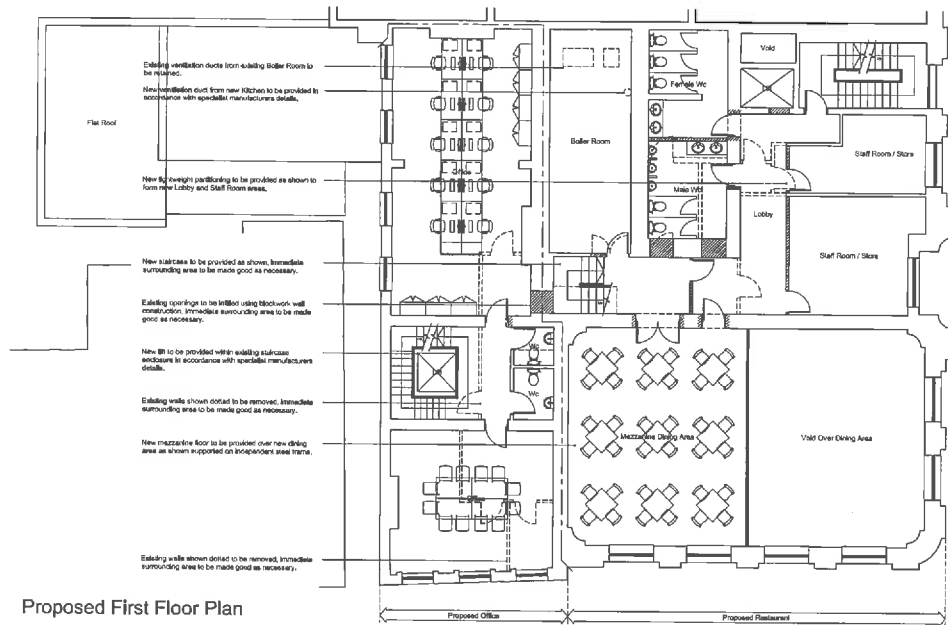 Existing ventilation ducts from existing Boiler Room to
be retained.
New ventilation duct from new Kitchen to be provided in
accordance with specialist manufacturers details.
Flat Roof
New lightweight partitioning to be provided as shown to
form new Lobby and Staff Room areas.
New staircase to be provided as shown, immediate
surrounding area to be made good as necessary.
Existing openings to be infilled using blockwork wall
construction, immediate surrounding area to be made
good as necessary.
New lift to be provided within existing staircase
enclosure in accordance with specialist manufacturers
details.
Existing walls shown dotted to be removed, immediate
surrounding area to be made good as necessary.
New mezzanine floor to be provided over new dining
area as shown supported on independent steel frame.
Existing walls shown dotted to be removed, immediate
surrounding area to be made good as necessary.
Office
Boiler Room
Female Wc
Void
Male Wc
Staff Room / Store
Lobby
Staff Room / Store
Wc
Wc
Mezzanine Dining Area
Void Over Dining Area
Office
Proposed First Floor Plan
Proposed Office
Proposed Restaurant